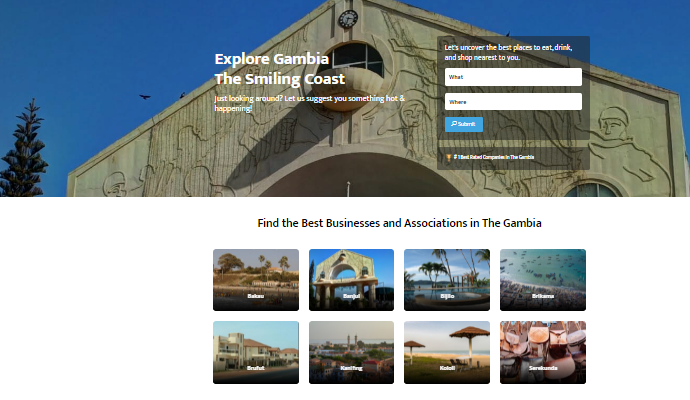 Explore Gambia
The Smiling Coast
Just looking around? Let us suggest you something hot &
happening!
Let's uncover the best places to eat, drink,
and shop nearest to you.
What
Where
Submit
# 1 Best Rated Companies In The Gambia
Find the Best Businesses and Associations in The Gambia
Bakau
Banjul
Bijilo
Brikama
Brufut
Kanifing
Kololi
Serekunda